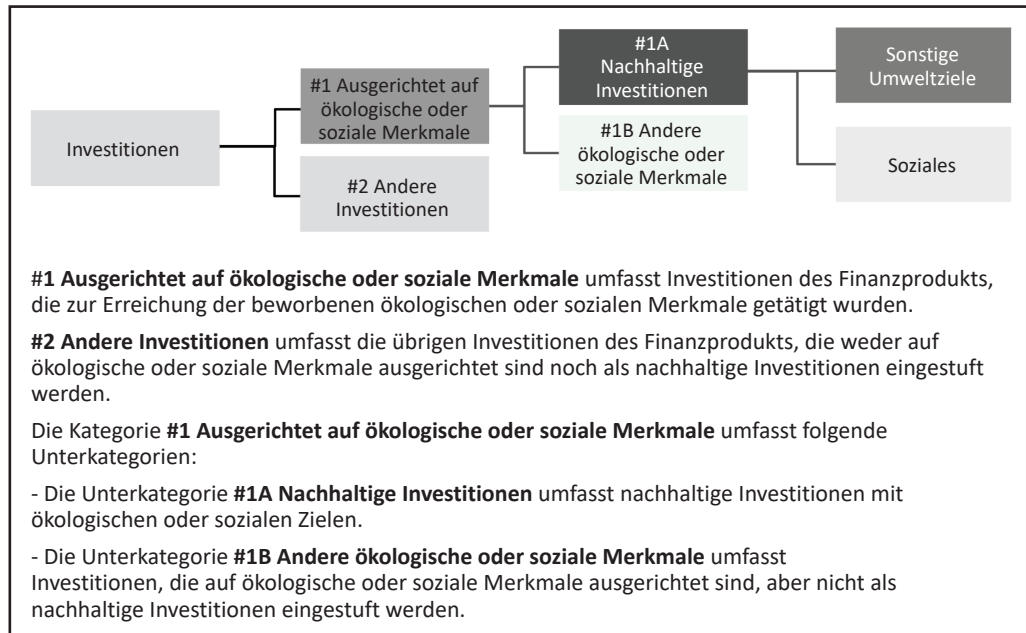 Investitionen
#1 Ausgerichtet auf
ökologische oder
soziale Merkmale
#2 Andere
Investitionen
#1A
Nachhaltige
Investitionen
#1B Andere
ökologische oder
soziale Merkmale
Sonstige
Umweltziele
Soziales
#1 Ausgerichtet auf ökologische oder soziale Merkmale umfasst Investitionen des Finanzprodukts,
die zur Erreichung der beworbenen ökologischen oder sozialen Merkmale getätigt wurden.
#2 Andere Investitionen umfasst die übrigen Investitionen des Finanzprodukts, die weder auf
ökologische oder soziale Merkmale ausgerichtet sind noch als nachhaltige Investitionen eingestuft
werden.
Die Kategorie #1 Ausgerichtet auf ökologische oder soziale Merkmale umfasst folgende
Unterkategorien:
- Die Unterkategorie #1A Nachhaltige Investitionen umfasst nachhaltige Investitionen mit
ökologischen oder sozialen Zielen.
- Die Unterkategorie #1B Andere ökologische oder soziale Merkmale umfasst
Investitionen, die auf ökologische oder soziale Merkmale ausgerichtet sind, aber nicht als
nachhaltige Investitionen eingestuft werden.